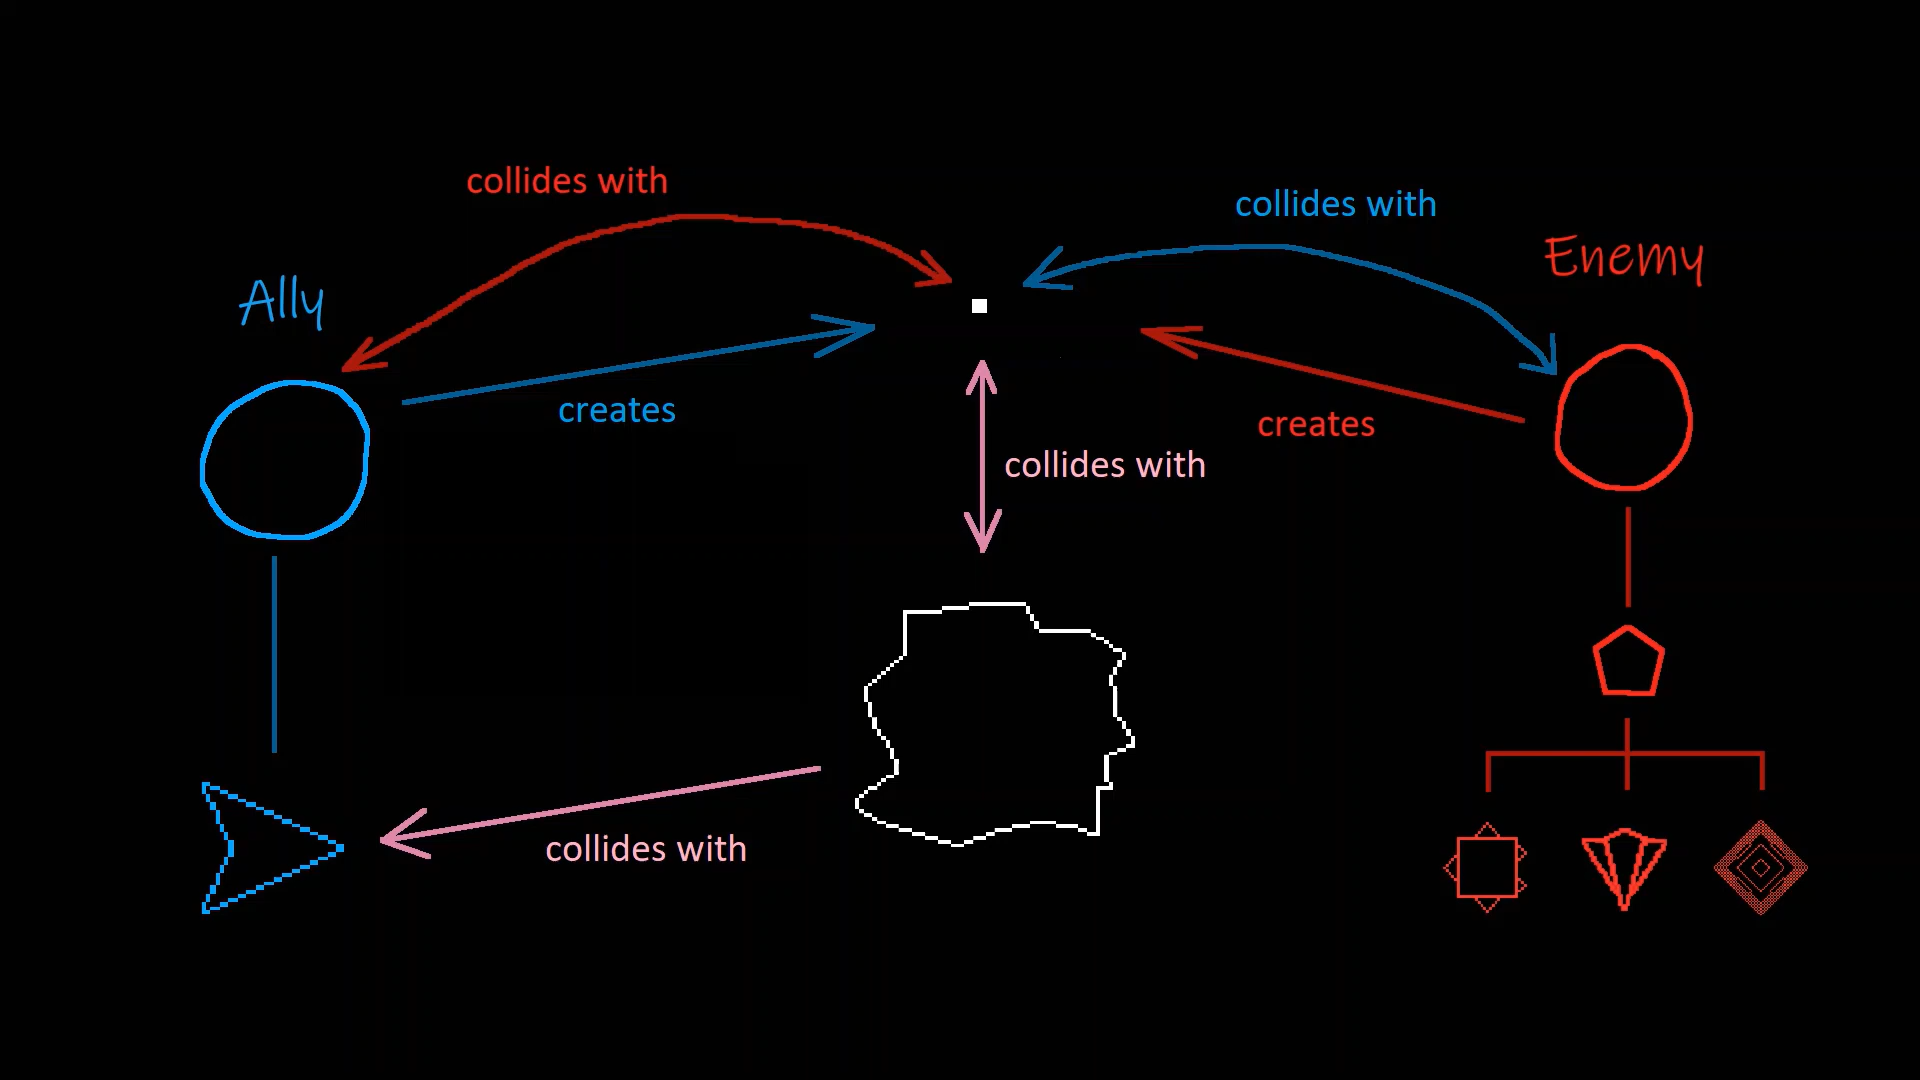 collides with
collides with
Enemy
Ally
creates
creates
collides with
collides with